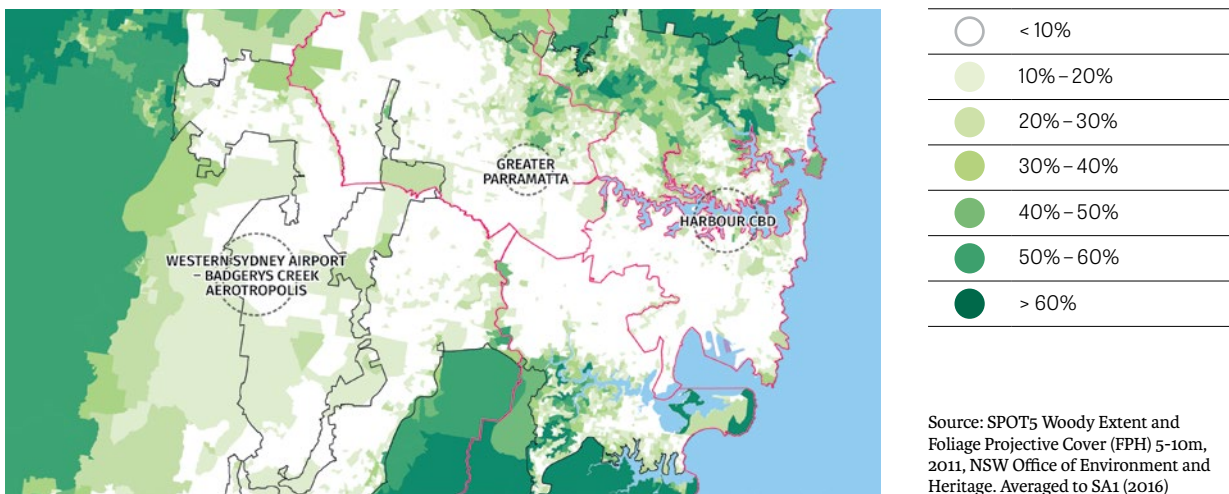 GREATER
PARRAMATTA
HARBOUR CBD
WESTERN SYDNEY AIRPORT
– BADGERYS CREEK
AEROTROPOLIS
< 10%
10%–20%
20%–30%
30%–40%
40%–50%
50%–60%
> 60%
Source: SPOT5 Woody Extent and
Foliage Projective Cover (FPH) 5-10m,
2011, NSW Office of Environment and
Heritage. Averaged to SA1 (2016)